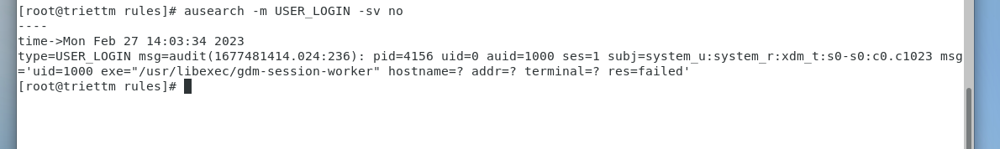 [root@triettm rules]# ausearch -m USER_LOGIN -sv no
----
time->Mon Feb 27 14:03:34 2023
type=USER_LOGIN msg=audit(1677481414.024:236): pid=4156 uid=0 auid=1000 ses=1 subj=system_u:system_r:xdm_t:s0-s0:c0.c1023 msg
='uid=1000 exe="/usr/libexec/gdm-session-worker" hostname=? addr=? terminal=? res=failed'
[root@triettm rules]#